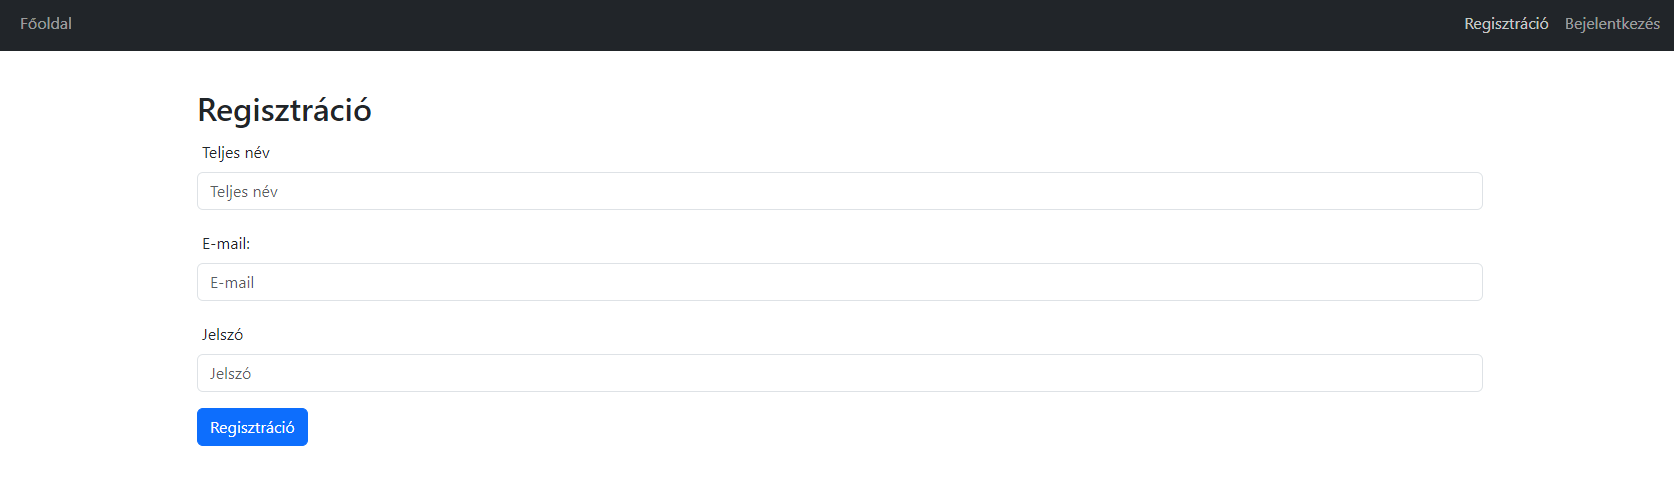 Főoldal
Regisztráció
Bejelentkezés
Regisztráció
Teljes név
Teljes név
E-mail:
E-mail
Jelszó
Jelszó
Regisztráció